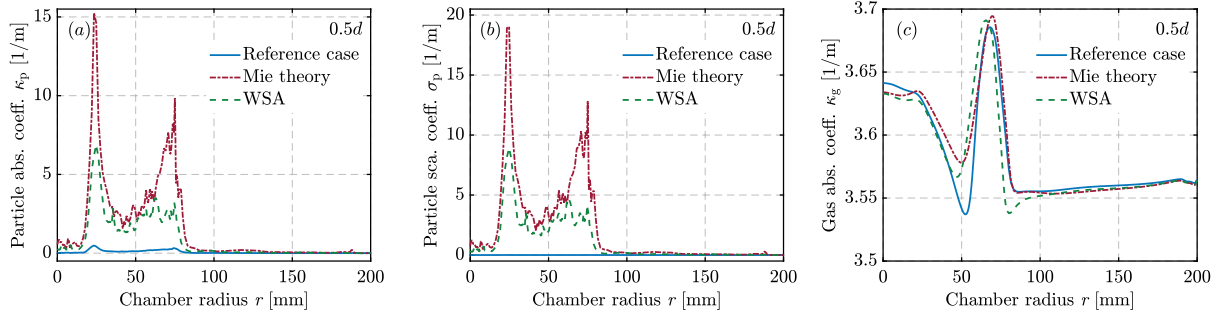 (a)
0.5d
Reference case
Mie theory
WSA
Particle abs. coeff. κp [1/m]
15
10
5
0
0 50 100 150 200
Chamber radius r [mm]
(b)
0.5d
Reference case
Mie theory
WSA
Particle sca. coeff. σp [1/m]
20
15
10
5
0
0 50 100 150 200
Chamber radius r [mm]
(c)
0.5d
Reference case
Mie theory
WSA
Gas abs. coeff. κg [1/m]
3.7
3.65
3.6
3.55
3.5
0 50 100 150 200
Chamber radius r [mm]